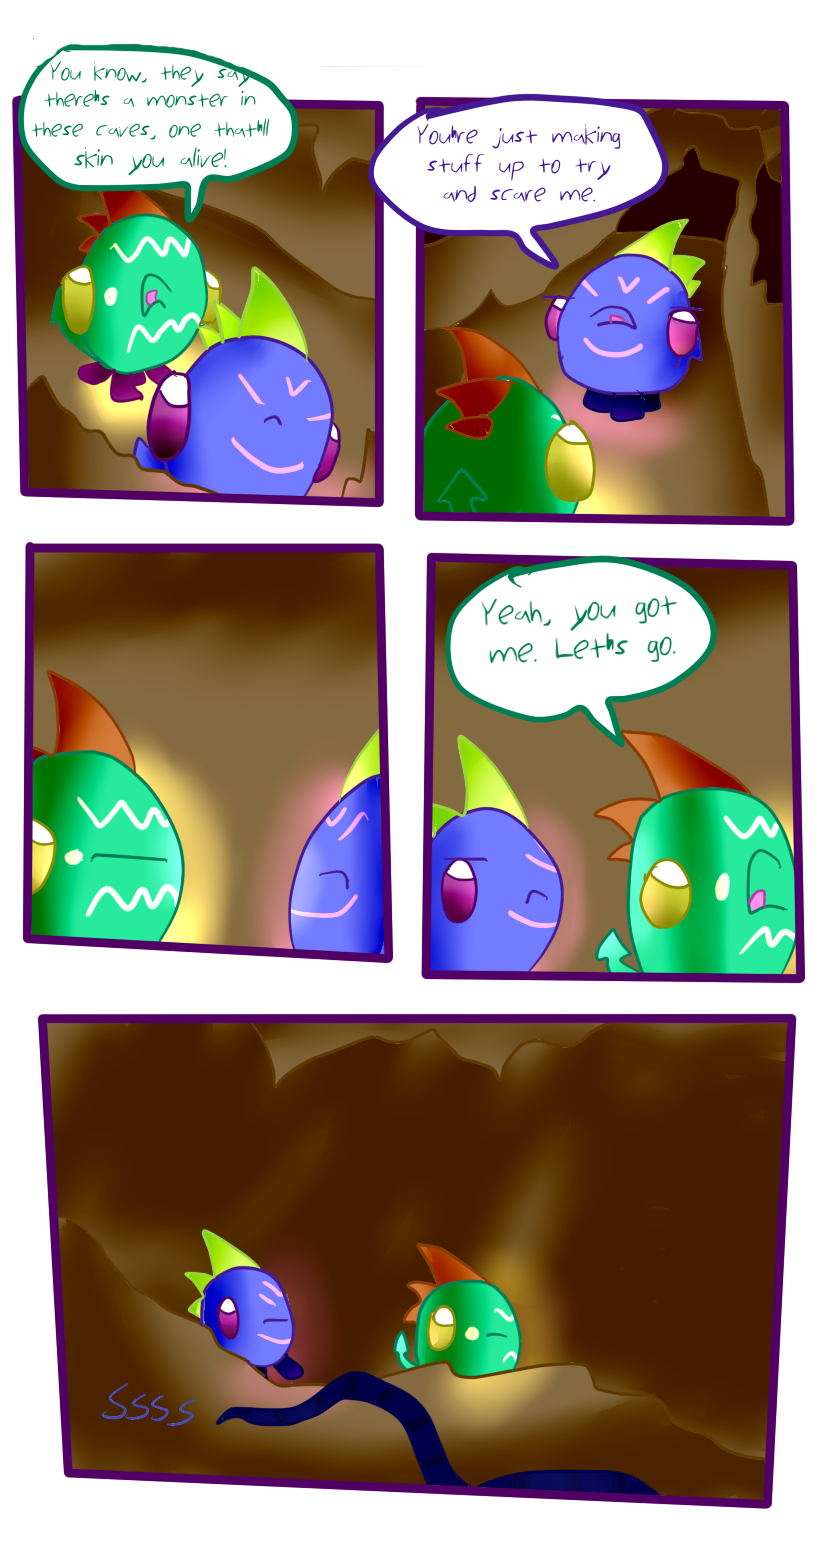 You know, they say
there's a monster in
these caves, one that'll
skin you alive!
You're just making
stuff up to try
and scare me.
Yeah, you got
me. Let's go.
SSSS